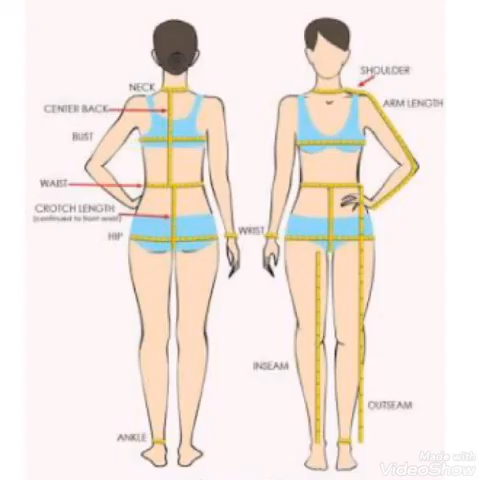 SHOULDER
NECK
ARM LENGTH
CENTER BACK
BUST
WAIST
CROTCH LENGTH
(continued to front waist)
WRIST
HIP
INSEAM
OUTSEAM
ANKLE
Made with
VideoShow